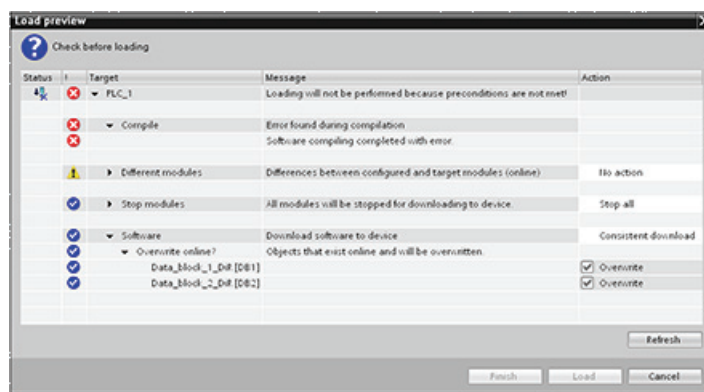 Load preview
Check before loading
Status ! Target Message Action
PLC_1 Loading will not be performed because preconditions are not met!
Compile Error found during compilation
Software compiling completed with error.
Different modules Differences between configured and target modules (online) No action
Stop modules All modules will be stopped for downloading to device. Stop all
Software Download software to device Consistent download
Overwrite online? Objects that exist online and will be overwritten.
Data_block_1_DiR [DB1] Overwrite
Data_block_2_DiR [DB2] Overwrite
Refresh
Finish Load Cancel